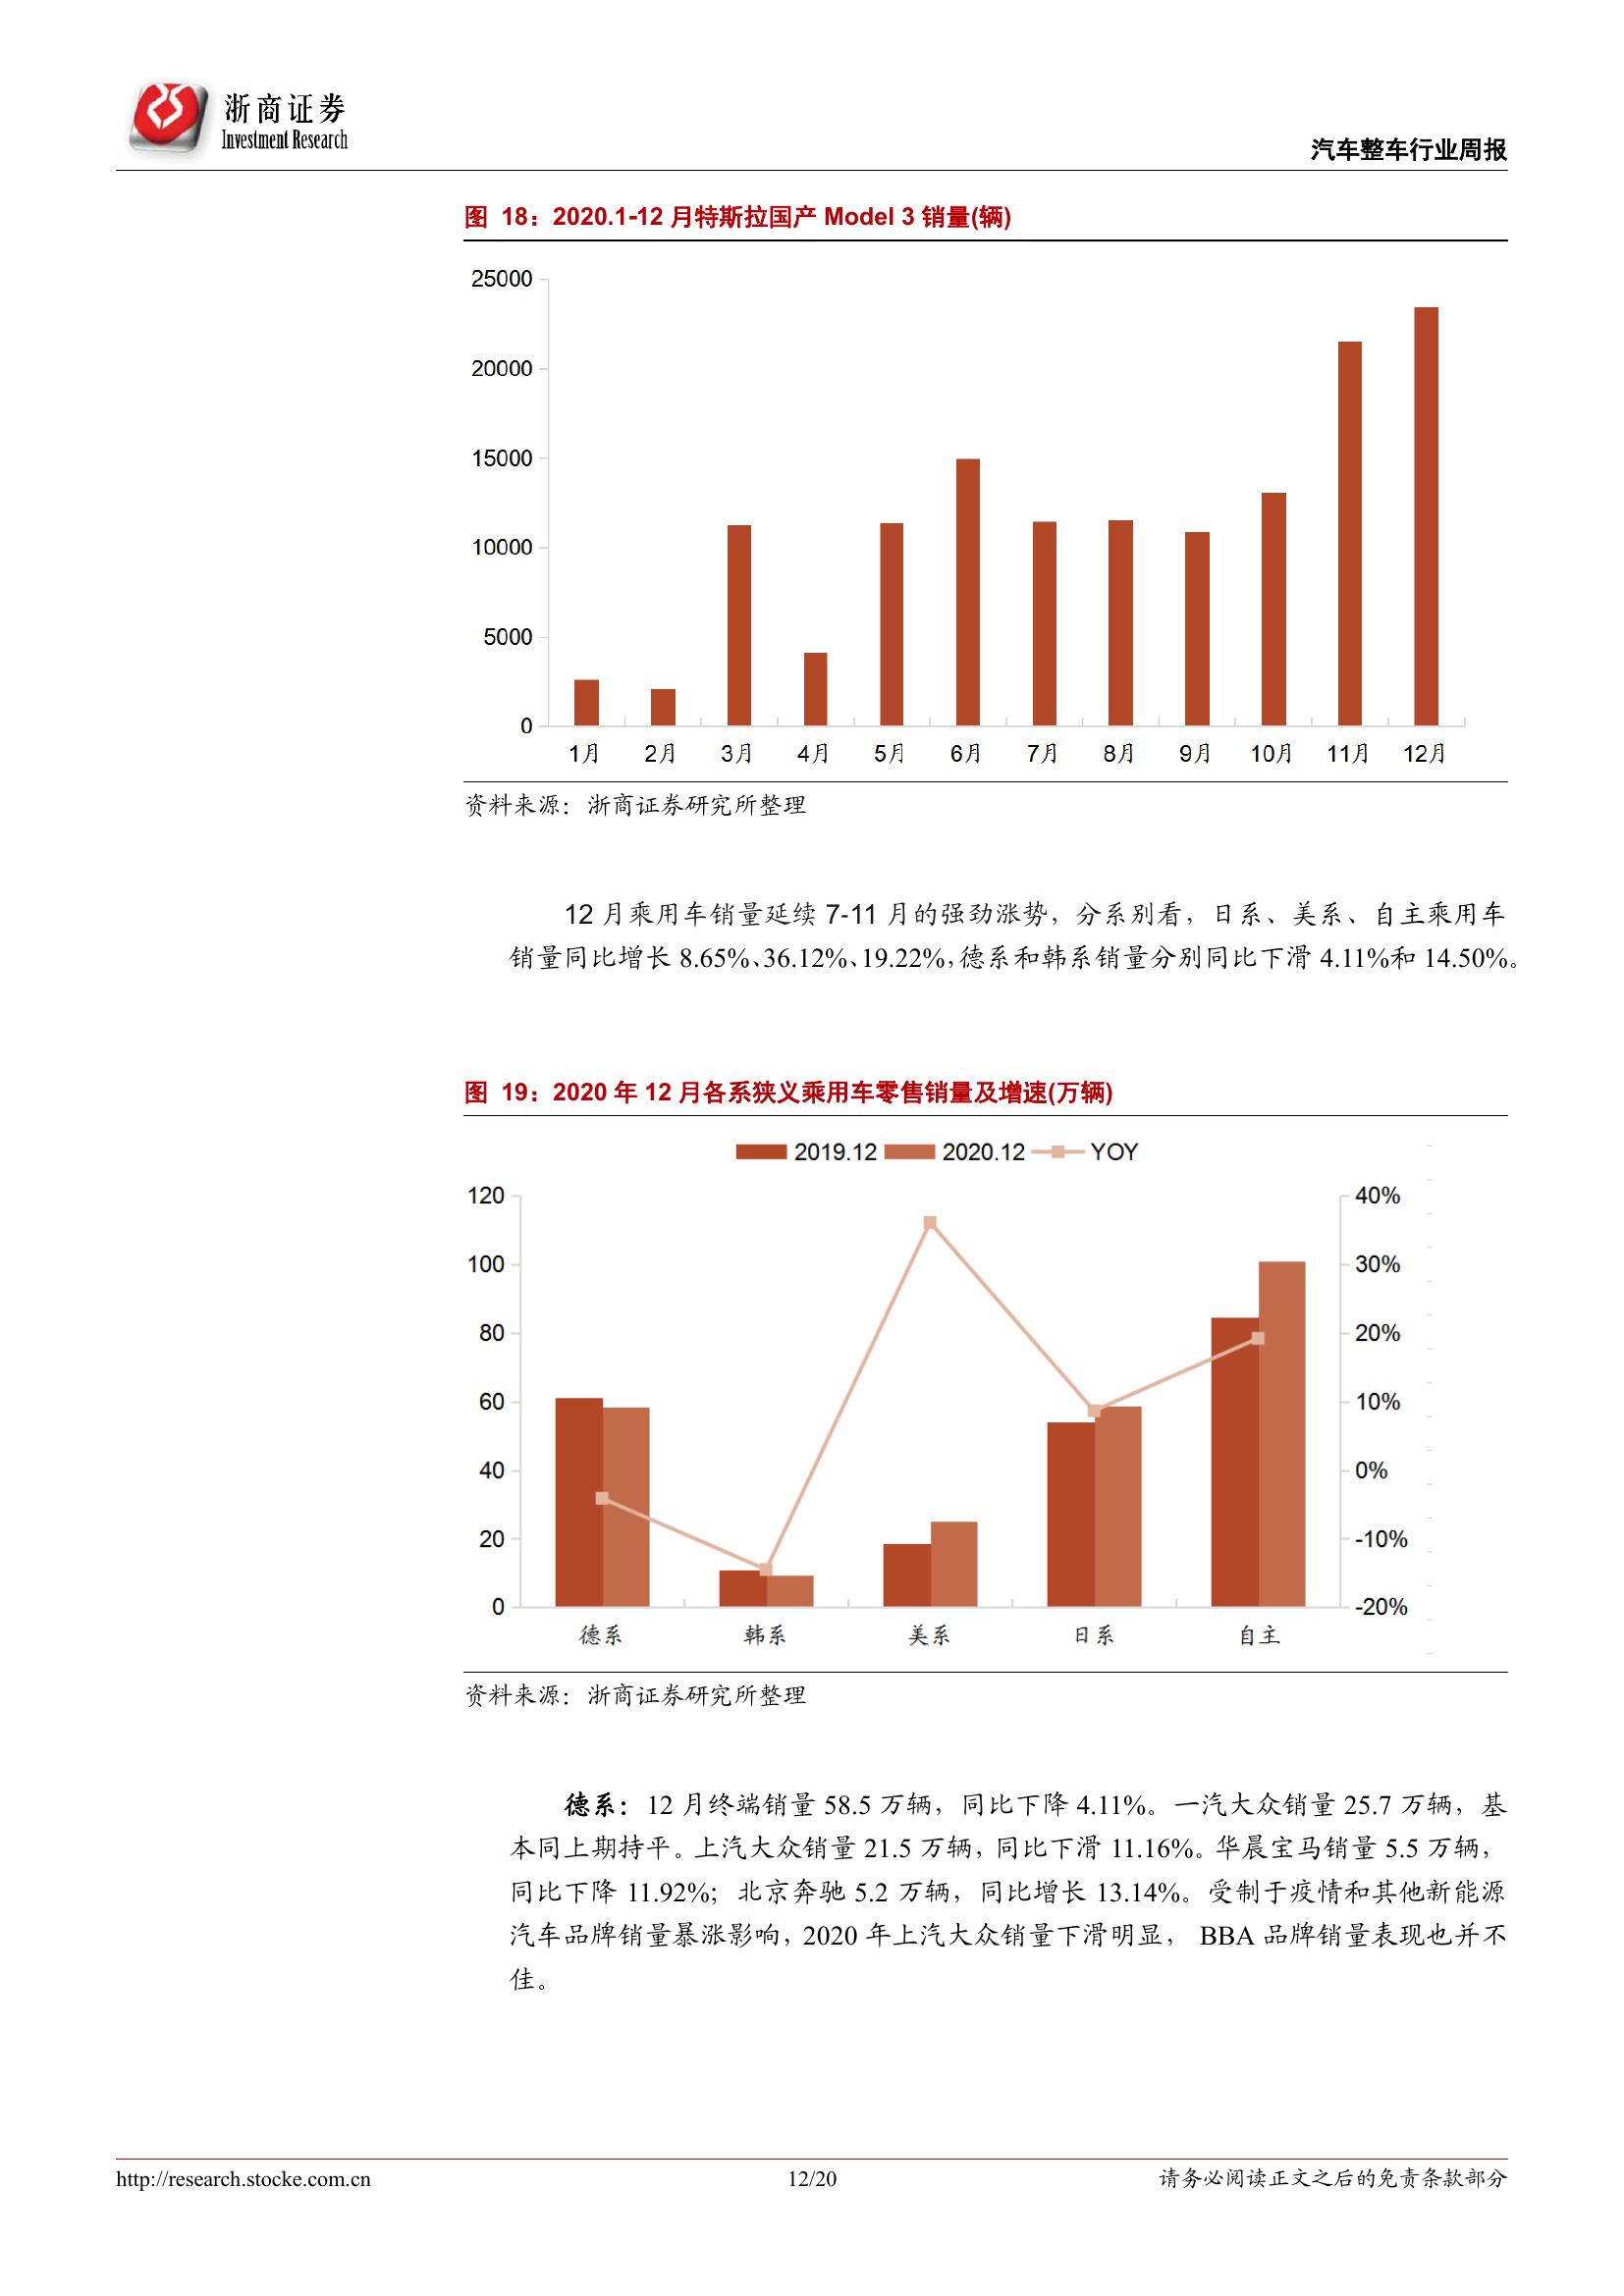 浙商证券
Investment Research
汽车整车行业周报
图 18：2020.1-12 月特斯拉国产 Model 3 销量(辆)
25000
20000
15000
10000
5000
0
1月 2月 3月 4月 5月 6月 7月 8月 9月 10月 11月 12月
资料来源：浙商证券研究所整理
12 月乘用车销量延续 7-11 月的强劲涨势，分系别看，日系、美系、自主乘用车
销量同比增长 8.65%、36.12%、19.22%，德系和韩系销量分别同比下滑 4.11%和 14.50%。
图 19：2020 年 12 月各系狭义乘用车零售销量及增速(万辆)
2019.12 2020.12 YOY
120 40%
100 30%
80 20%
60 10%
40 0%
20 -10%
0 -20%
德系 韩系 美系 日系 自主
资料来源：浙商证券研究所整理
德系：12 月终端销量 58.5 万辆，同比下降 4.11%。一汽大众销量 25.7 万辆，基
本同上期持平。上汽大众销量 21.5 万辆，同比下滑 11.16%。华晨宝马销量 5.5 万辆，
同比下降 11.92%；北京奔驰 5.2 万辆，同比增长 13.14%。受制于疫情和其他新能源
汽车品牌销量暴涨影响，2020 年上汽大众销量下滑明显， BBA 品牌销量表现也并不
佳。
http://research.stocke.com.cn 12/20 请务必阅读正文之后的免责条款部分